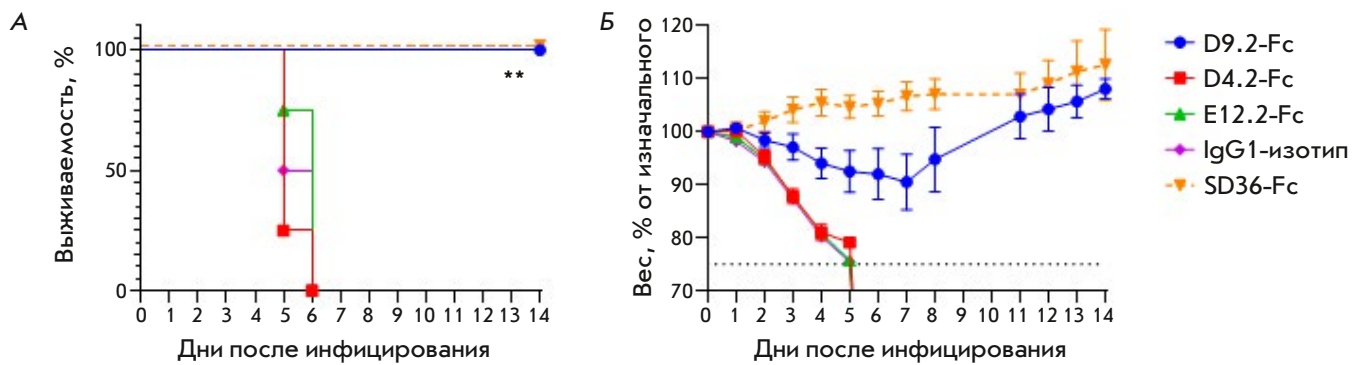 А
Выживаемость, %
100
50
0
0 1 2 3 4 5 6 7 8 9 10 11 12 13 14
**
Дни после инфицирования
Б
Вес, % от изначального
120
110
100
90
80
70
0 1 2 3 4 5 6 7 8 9 10 11 12 13 14
Дни после инфицирования
D9.2-Fc
D4.2-Fc
E12.2-Fc
IgG1-изотип
SD36-Fc